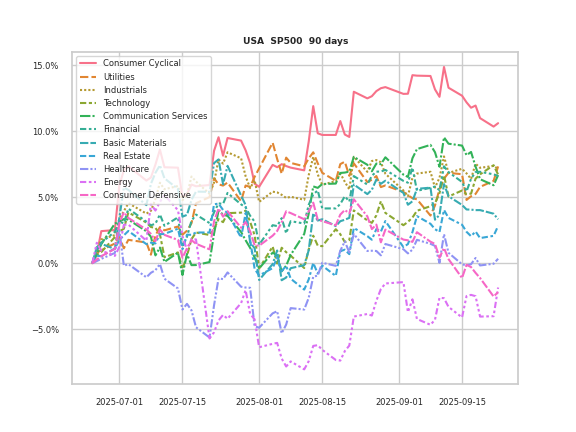 USA  SP500  90 days
15.0%
10.0%
5.0%
0.0%
−5.0%
Consumer Cyclical
Utilities
Industrials
Technology
Communication Services
Financial
Basic Materials
Real Estate
Healthcare
Energy
Consumer Defensive
2025-07-01 2025-07-15 2025-08-01 2025-08-15 2025-09-01 2025-09-15